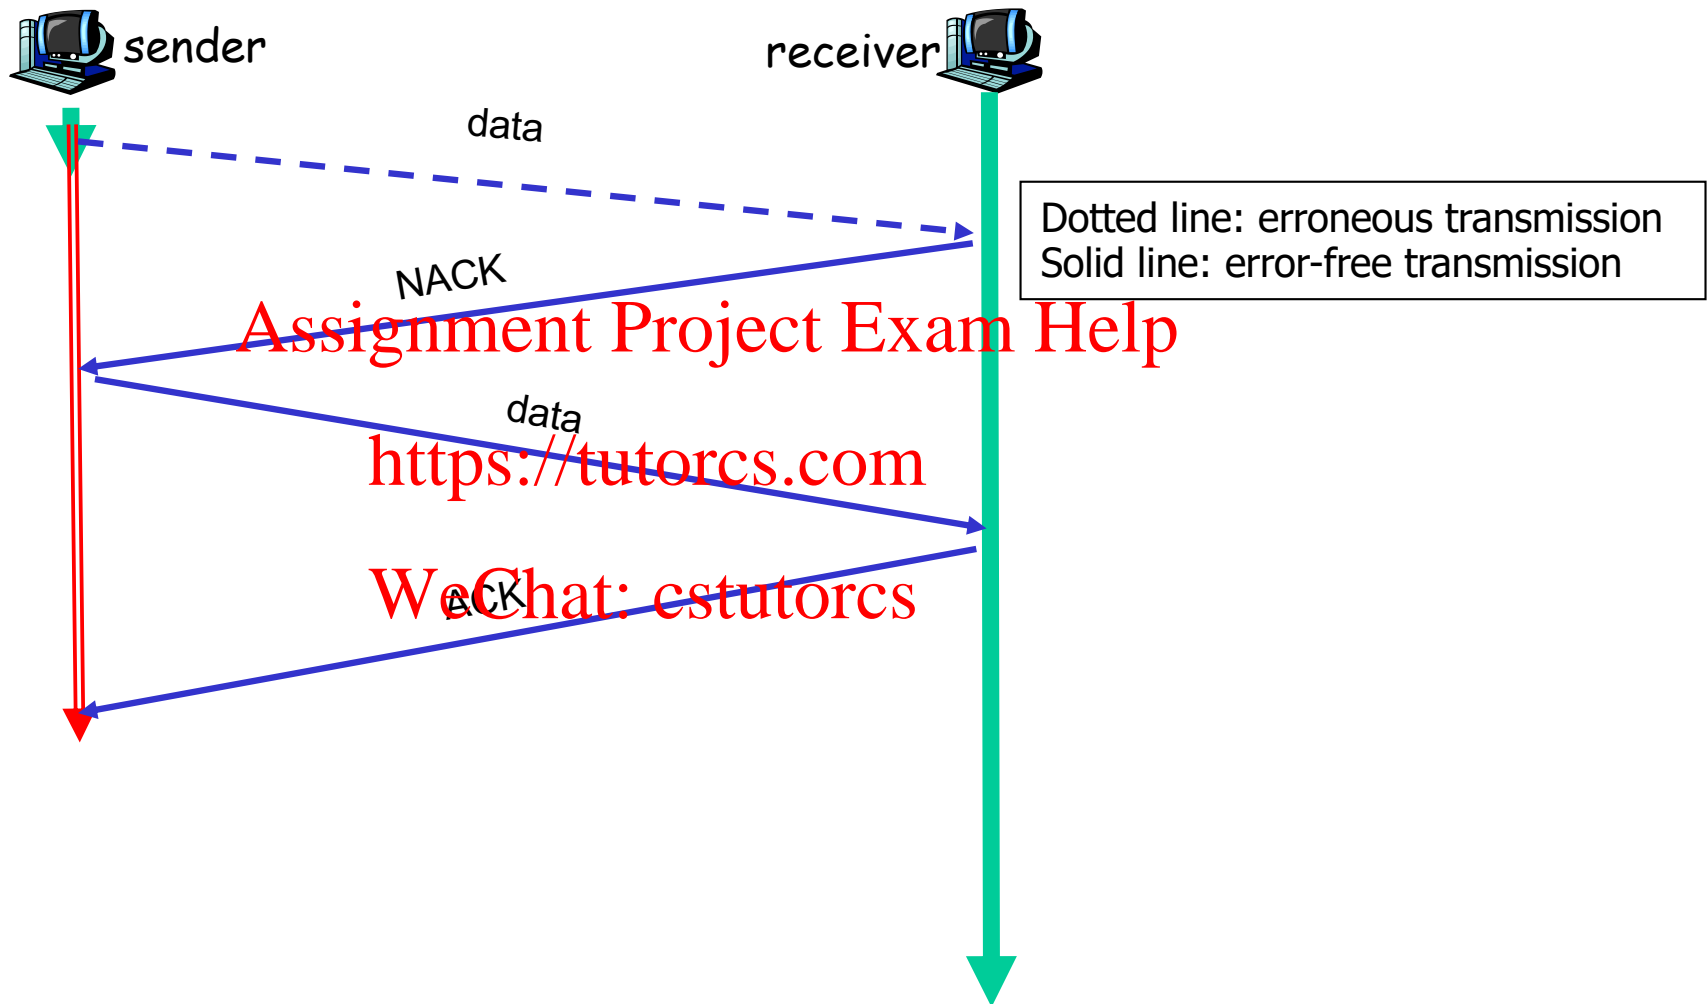 sender
receiver
data
Dotted line: erroneous transmission
Solid line: error-free transmission
NACK
Assignment Project Exam Help
data
https://tutorcs.com
WeChat: cstutorcs
ACK